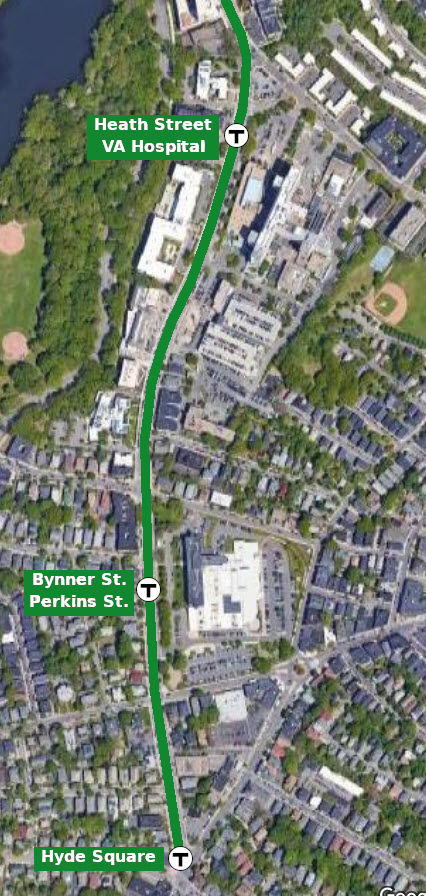 Heath Street
VA Hospital
T
Bynner St.
Perkins St.
T
Hyde Square
T